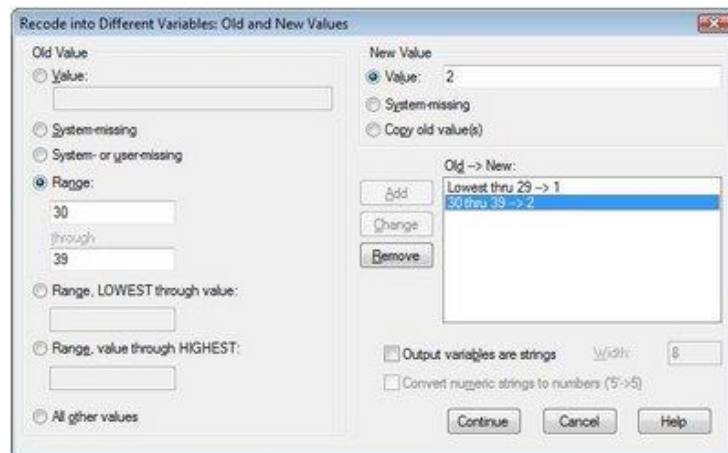 Recode into Different Variables: Old and New Values
Old Value
Value:
System-missing
System- or user-missing
Range:
30
through
39
Range, LOWEST through value:
Range, value through HIGHEST:
All other values
New Value
Value: 2
System-missing
Copy old value(s)
Old --> New:
Add
Change
Remove
Lowest thru 29 --> 1
30 thru 39 --> 2
Output variables are strings Width: 8
Convert numeric strings to numbers ('5'->5)
Continue Cancel Help